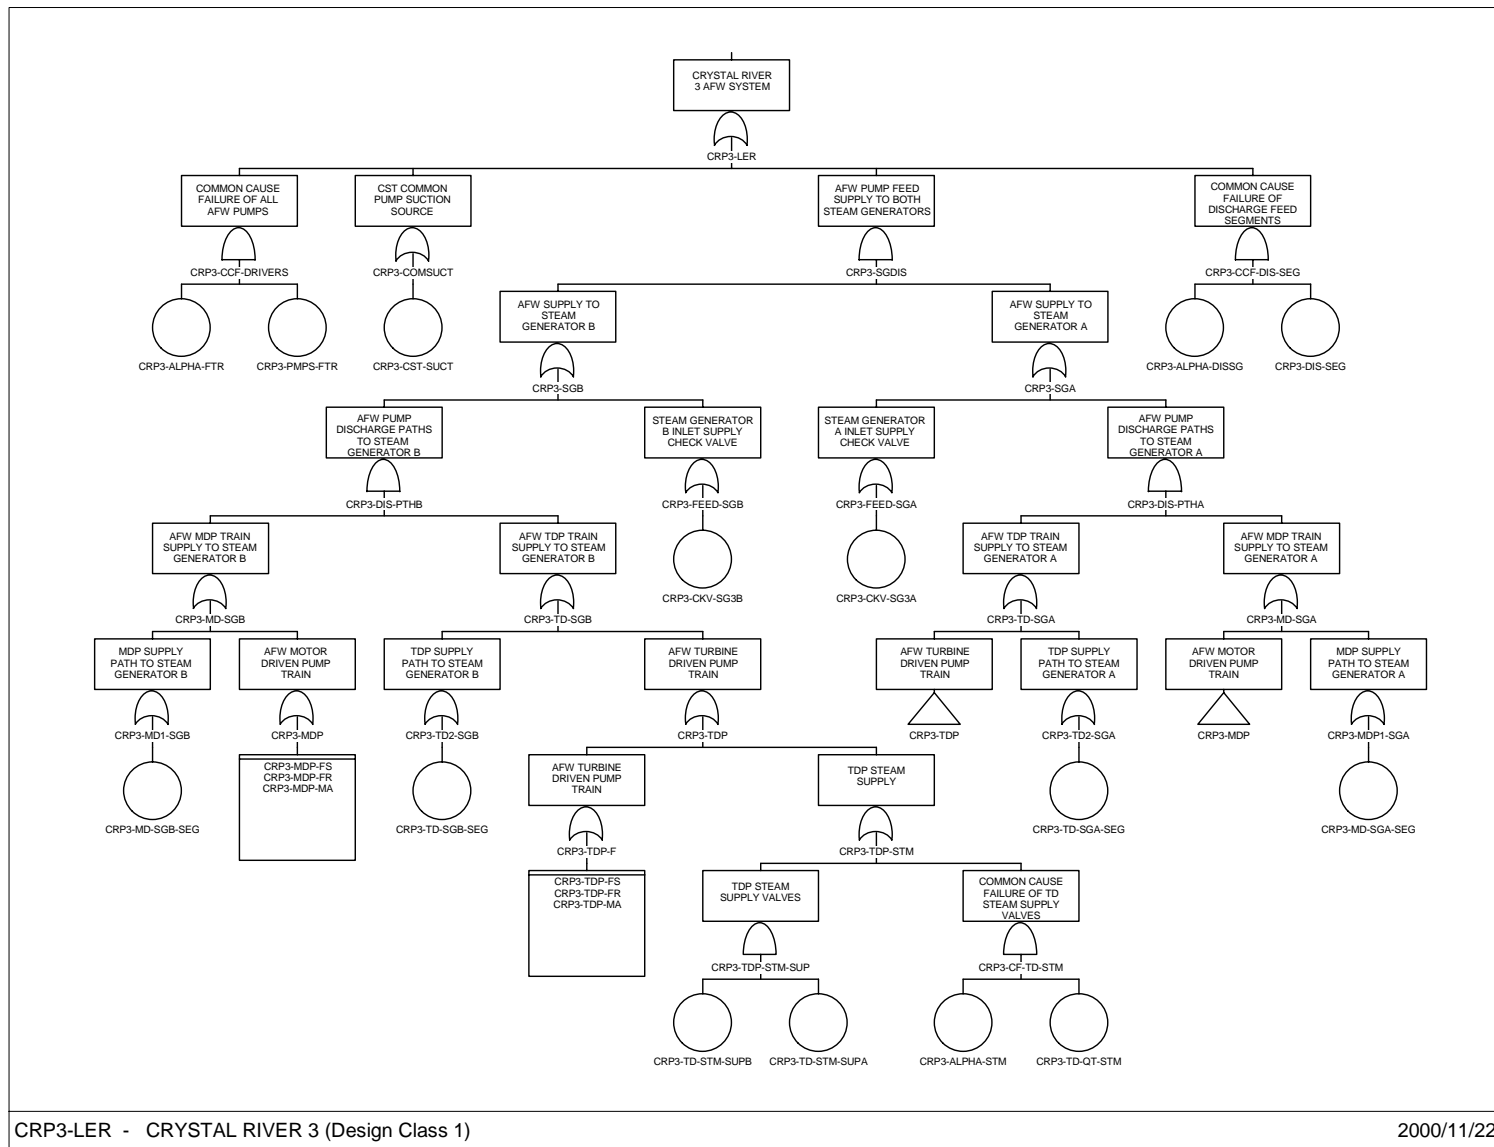 CRYSTAL RIVER
3 AFW SYSTEM
CRP3-LER
COMMON CAUSE
FAILURE OF ALL
AFW PUMPS
CRP3-CCF-DRIVERS
CST COMMON
PUMP SUCTION
SOURCE
CRP3-COMSUCT
AFW PUMP FEED
SUPPLY TO BOTH
STEAM GENERATORS
CRP3-SGDIS
COMMON CAUSE
FAILURE OF
DISCHARGE FEED
SEGMENTS
CRP3-CCF-DIS-SEG
CRP3-ALPHA-FTR
CRP3-PMPS-FTR
CRP3-CST-SUCT
AFW SUPPLY TO
STEAM
GENERATOR B
CRP3-SGB
AFW SUPPLY TO
STEAM
GENERATOR A
CRP3-SGA
CRP3-ALPHA-DISSG
CRP3-DIS-SEG
AFW PUMP
DISCHARGE PATHS
TO STEAM
GENERATOR B
CRP3-DIS-PTHB
STEAM GENERATOR
B INLET SUPPLY
CHECK VALVE
CRP3-FEED-SGB
STEAM GENERATOR
A INLET SUPPLY
CHECK VALVE
CRP3-FEED-SGA
AFW PUMP
DISCHARGE PATHS
TO STEAM
GENERATOR A
CRP3-DIS-PTHA
AFW MDP TRAIN
SUPPLY TO STEAM
GENERATOR B
CRP3-MD-SGB
AFW TDP TRAIN
SUPPLY TO STEAM
GENERATOR B
CRP3-TD-SGB
CRP3-CKV-SG3B
CRP3-CKV-SG3A
AFW TDP TRAIN
SUPPLY TO STEAM
GENERATOR A
CRP3-TD-SGA
AFW MDP TRAIN
SUPPLY TO STEAM
GENERATOR A
CRP3-MD-SGA
MDP SUPPLY
PATH TO STEAM
GENERATOR B
CRP3-MD1-SGB
AFW MOTOR
DRIVEN PUMP
TRAIN
CRP3-MDP
TDP SUPPLY
PATH TO STEAM
GENERATOR B
CRP3-TD2-SGB
AFW TURBINE
DRIVEN PUMP
TRAIN
CRP3-TDP
AFW TURBINE
DRIVEN PUMP
TRAIN
CRP3-TDP
TDP SUPPLY
PATH TO STEAM
GENERATOR A
CRP3-TD2-SGA
AFW MOTOR
DRIVEN PUMP
TRAIN
CRP3-MDP
MDP SUPPLY
PATH TO STEAM
GENERATOR A
CRP3-MDP1-SGA
CRP3-MD-SGB-SEG
CRP3-MDP-FS
CRP3-MDP-FR
CRP3-MDP-MA
CRP3-TD-SGB-SEG
AFW TURBINE
DRIVEN PUMP
TRAIN
CRP3-TDP-F
TDP STEAM
SUPPLY
CRP3-TDP-STM
CRP3-TD-SGA-SEG
CRP3-MD-SGA-SEG
CRP3-TDP-FS
CRP3-TDP-FR
CRP3-TDP-MA
TDP STEAM
SUPPLY VALVES
CRP3-TDP-STM-SUP
COMMON CAUSE
FAILURE OF TD
STEAM SUPPLY
VALVES
CRP3-CF-TD-STM
CRP3-TD-STM-SUPB
CRP3-TD-STM-SUPA
CRP3-ALPHA-STM
CRP3-TD-QT-STM
CRP3-LER - CRYSTAL RIVER 3 (Design Class 1)
2000/11/22